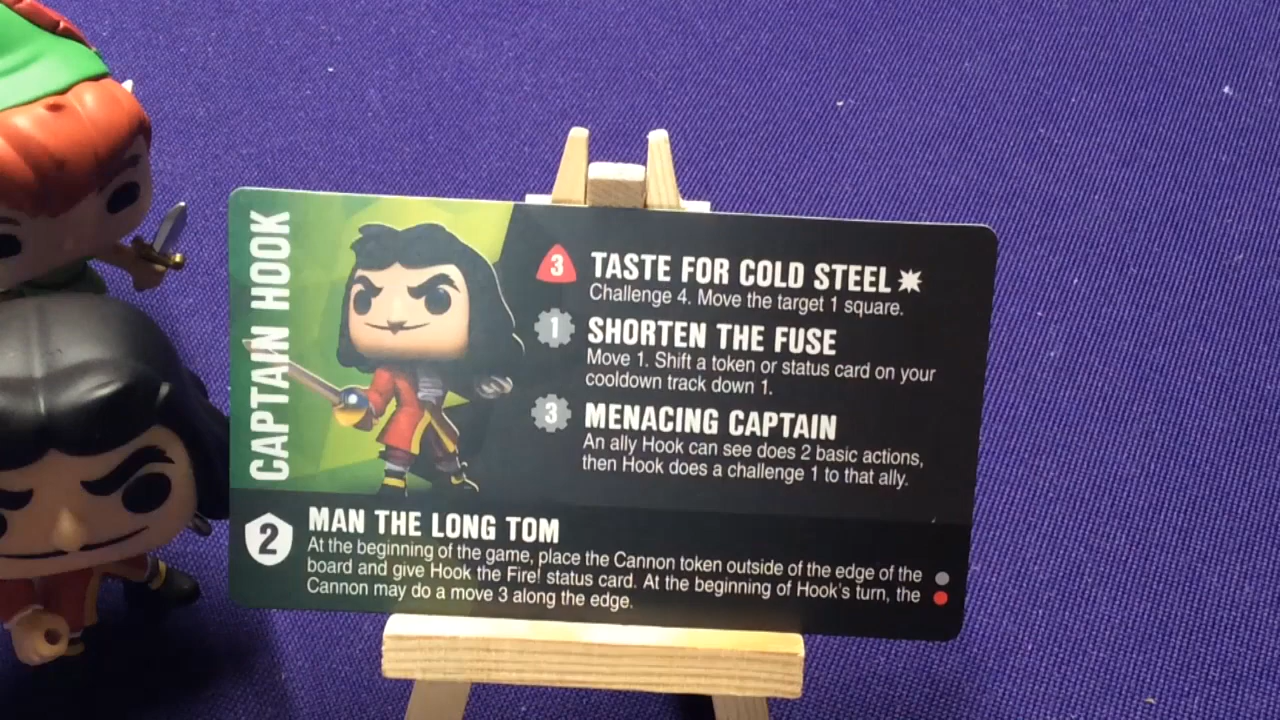 CAPTAIN HOOK
3 TASTE FOR COLD STEEL
Challenge 4. Move the target 1 square.
1 SHORTEN THE FUSE
Move 1. Shift a token or status card on your
cooldown track down 1.
3 MENACING CAPTAIN
An ally Hook can see does 2 basic actions,
then Hook does a challenge 1 to that ally.
2 MAN THE LONG TOM
At the beginning of the game, place the Cannon token outside of the edge of the
board and give Hook the Fire! status card. At the beginning of Hook's turn, the
Cannon may do a move 3 along the edge.